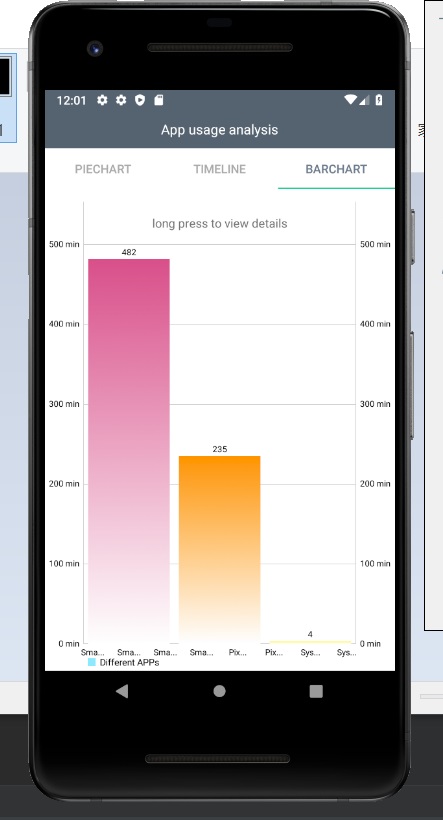 12:01
App usage analysis
PIECHART TIMELINE BARCHART
long press to view details
500 min 500 min
482
400 min 400 min
300 min 300 min
235
200 min 200 min
100 min 100 min
4
0 min 0 min
Sma... Sma... Sma... Sma... Pix... Pix... Sys... Sys...
Different APPs